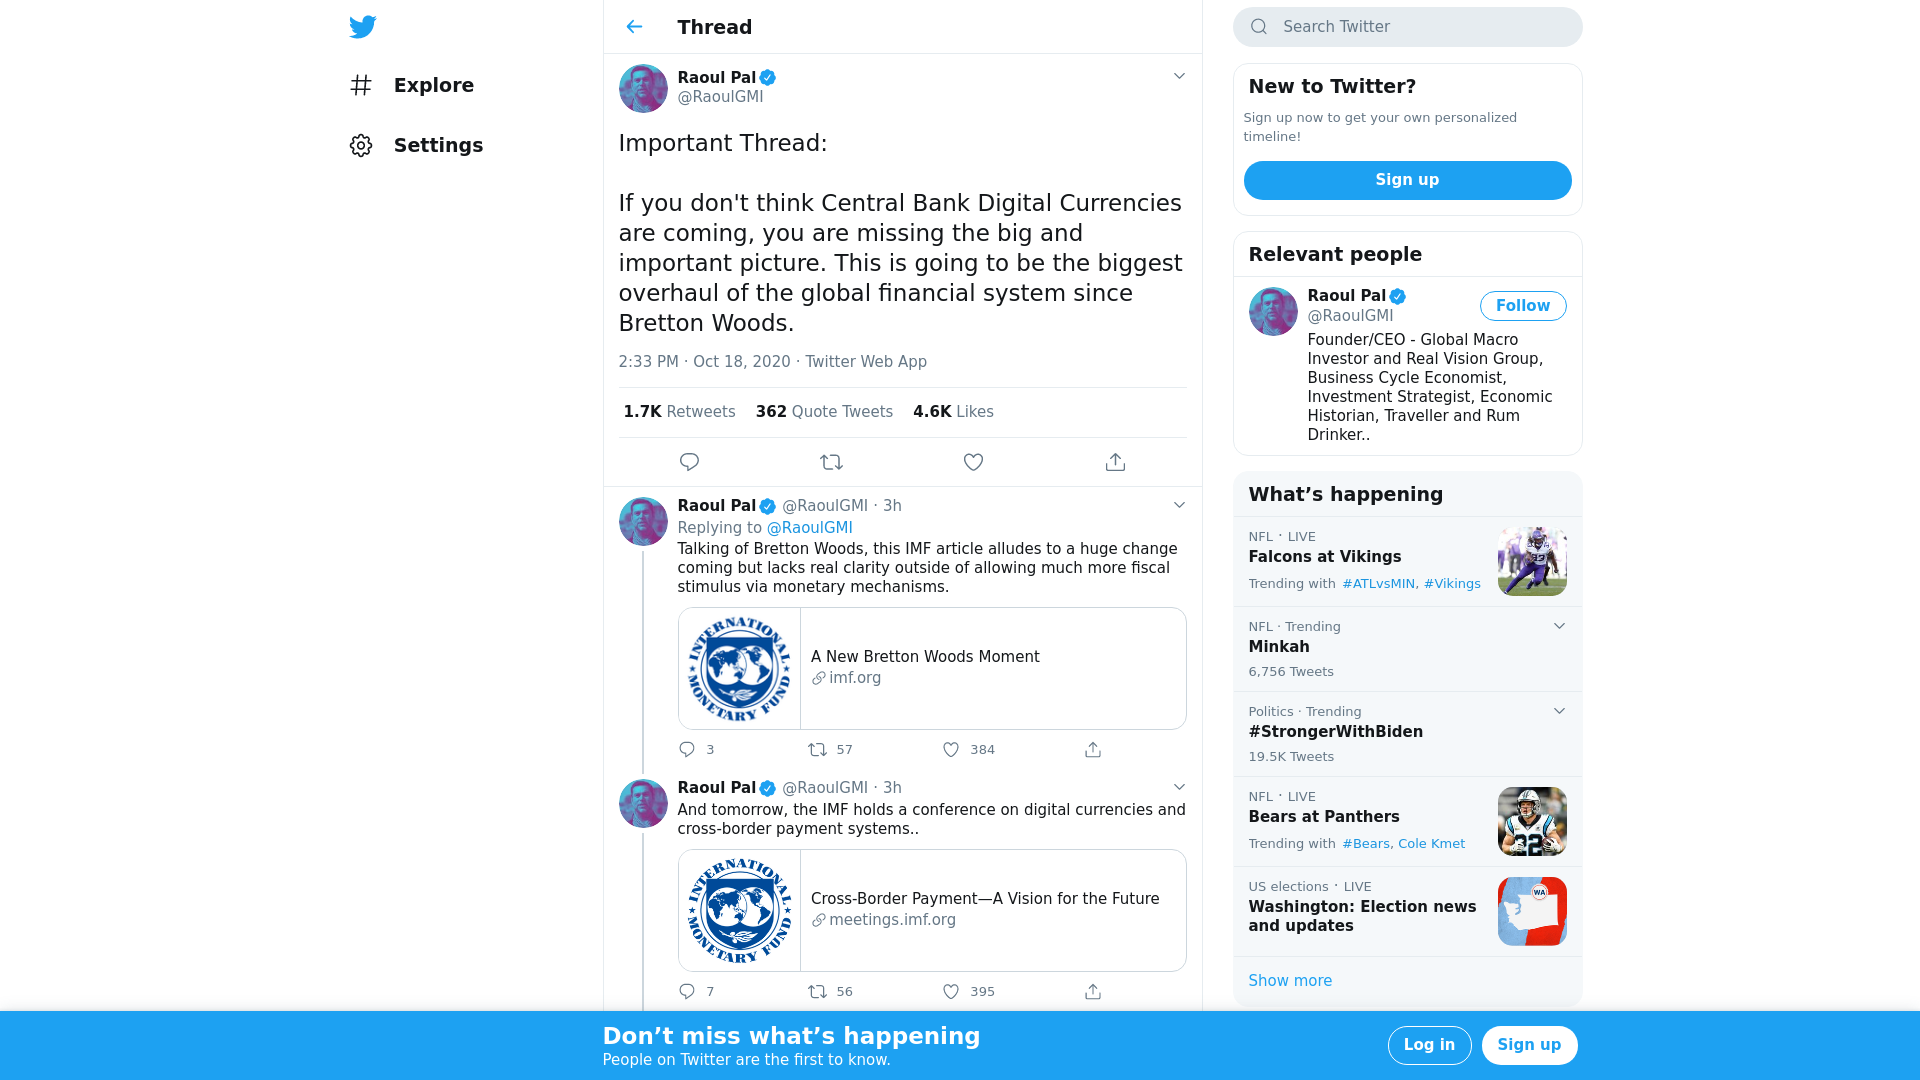 Explore
Settings
Thread
Raoul Pal
@RaoulGMI
Important Thread:
If you don't think Central Bank Digital Currencies
are coming, you are missing the big and
important picture. This is going to be the biggest
overhaul of the global financial system since
Bretton Woods.
2:33 PM · Oct 18, 2020 · Twitter Web App
1.7K Retweets 362 Quote Tweets 4.6K Likes
Raoul Pal @RaoulGMI · 3h
Replying to @RaoulGMI
Talking of Bretton Woods, this IMF article alludes to a huge change
coming but lacks real clarity outside of allowing much more fiscal
stimulus via monetary mechanisms.
INTERNATIONAL MONETARY FUND
A New Bretton Woods Moment
imf.org
3 57 384
Raoul Pal @RaoulGMI · 3h
And tomorrow, the IMF holds a conference on digital currencies and
cross-border payment systems..
INTERNATIONAL MONETARY FUND
Cross-Border Payment—A Vision for the Future
meetings.imf.org
7 56 395
Search Twitter
New to Twitter?
Sign up now to get your own personalized
timeline!
Sign up
Relevant people
Raoul Pal
@RaoulGMI
Follow
Founder/CEO - Global Macro
Investor and Real Vision Group,
Business Cycle Economist,
Investment Strategist, Economic
Historian, Traveller and Rum
Drinker..
What’s happening
NFL · LIVE
Falcons at Vikings
Trending with #ATLvsMIN, #Vikings
NFL · Trending
Minkah
6,756 Tweets
Politics · Trending
#StrongerWithBiden
19.5K Tweets
NFL · LIVE
Bears at Panthers
Trending with #Bears, Cole Kmet
22
US elections · LIVE
Washington: Election news
and updates
WA
Show more
Don’t miss what’s happening
People on Twitter are the first to know.
Log in
Sign up